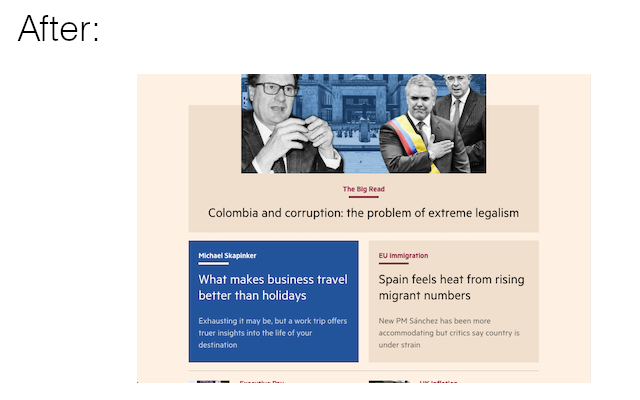 After:
The Big Read
Colombia and corruption: the problem of extreme legalism
Michael Skapinker
What makes business travel
better than holidays
Exhausting it may be, but a work trip offers
truer insights into the life of your
destination
EU immigration
Spain feels heat from rising
migrant numbers
New PM Sánchez has been more
accommodating but critics say country is
under strain